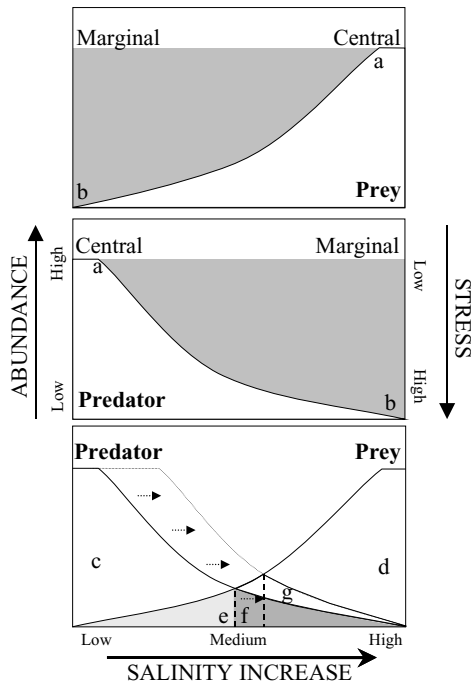 Marginal Central
a
b
Prey
Central Marginal
a
b
Predator
ABUNDANCE
High
Low
STRESS
Low
High
Predator Prey
c
d
g
e f
Low Medium High
SALINITY INCREASE